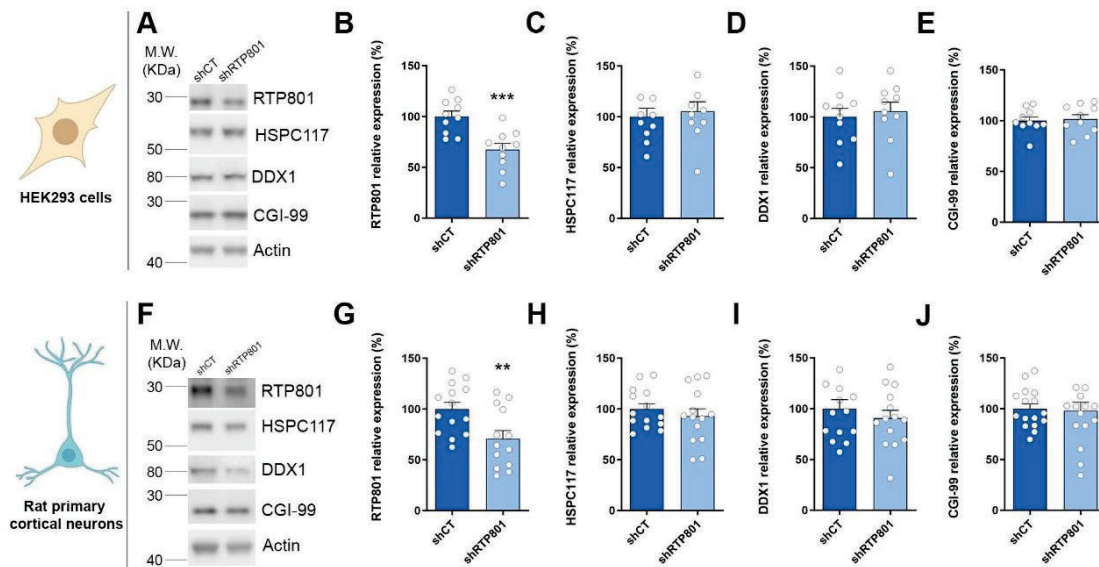 A
M.W.
(KDa)
shCT
shRTP801
30
RTP801
HSPC117
50
80
DDX1
30
CGI-99
Actin
40
HEK293 cells
B
RTP801 relative expression (%)
150
100
50
0
***
shCT
shRTP801
C
HSPC117 relative expression (%)
150
100
50
0
shCT
shRTP801
D
DDX1 relative expression (%)
150
100
50
0
shCT
shRTP801
E
CGI-99 relative expression (%)
150
100
50
0
shCT
shRTP801
F
M.W.
(KDa)
shCT
shRTP801
30
RTP801
HSPC117
50
80
DDX1
30
CGI-99
Actin
40
Rat primary
cortical neurons
G
RTP801 relative expression (%)
150
100
50
0
**
shCT
shRTP801
H
HSPC117 relative expression (%)
150
100
50
0
shCT
shRTP801
I
DDX1 relative expression (%)
150
100
50
0
shCT
shRTP801
J
CGI-99 relative expression (%)
150
100
50
0
shCT
shRTP801